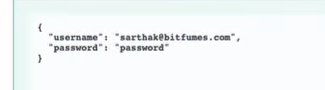 {
"username": "sarthak@bitfumes.com",
"password": "password"
}